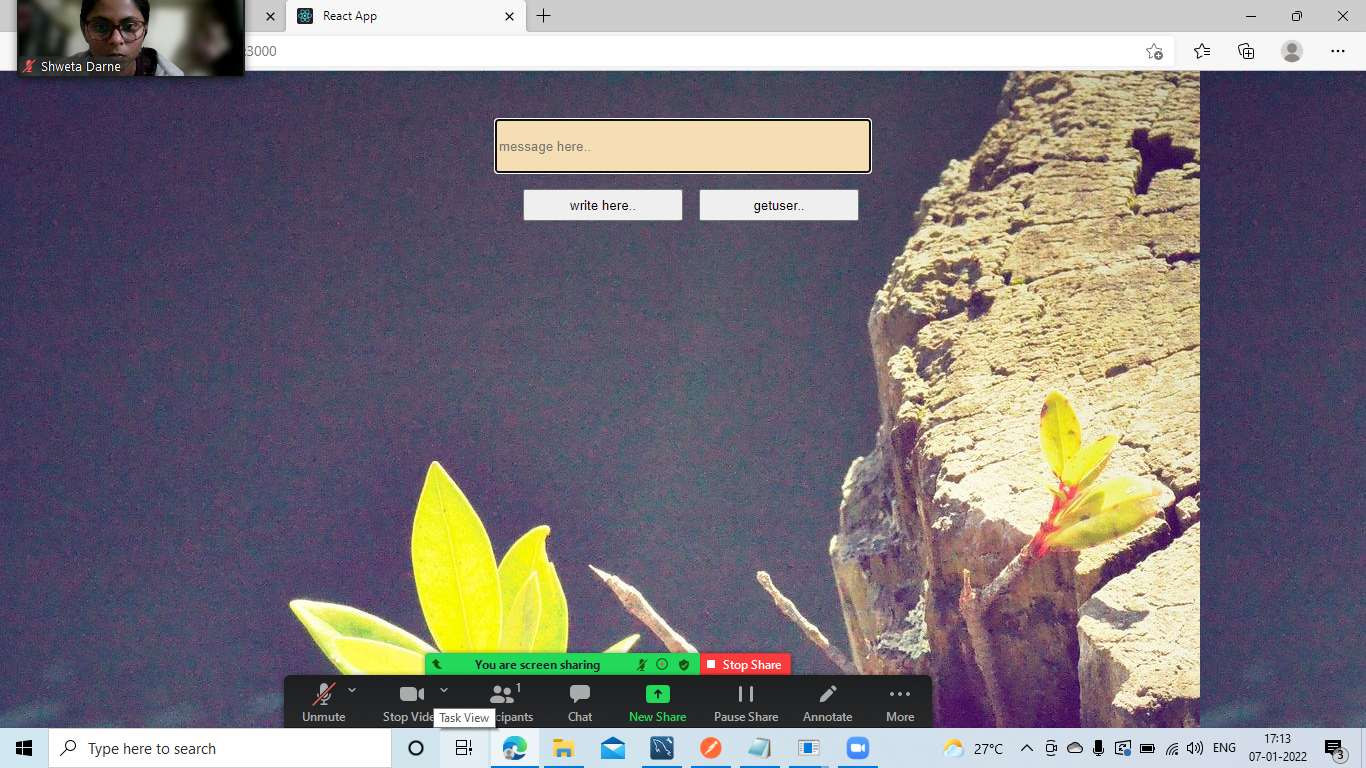 React App
Shweta Darne
:3000
message here..
write here..
getuser..
You are screen sharing
Stop Share
1
Unmute
Stop Vide
cipants
Chat
New Share
Pause Share
Annotate
More
Task View
Type here to search
27°C
ENG
17:13
07-01-2022
3